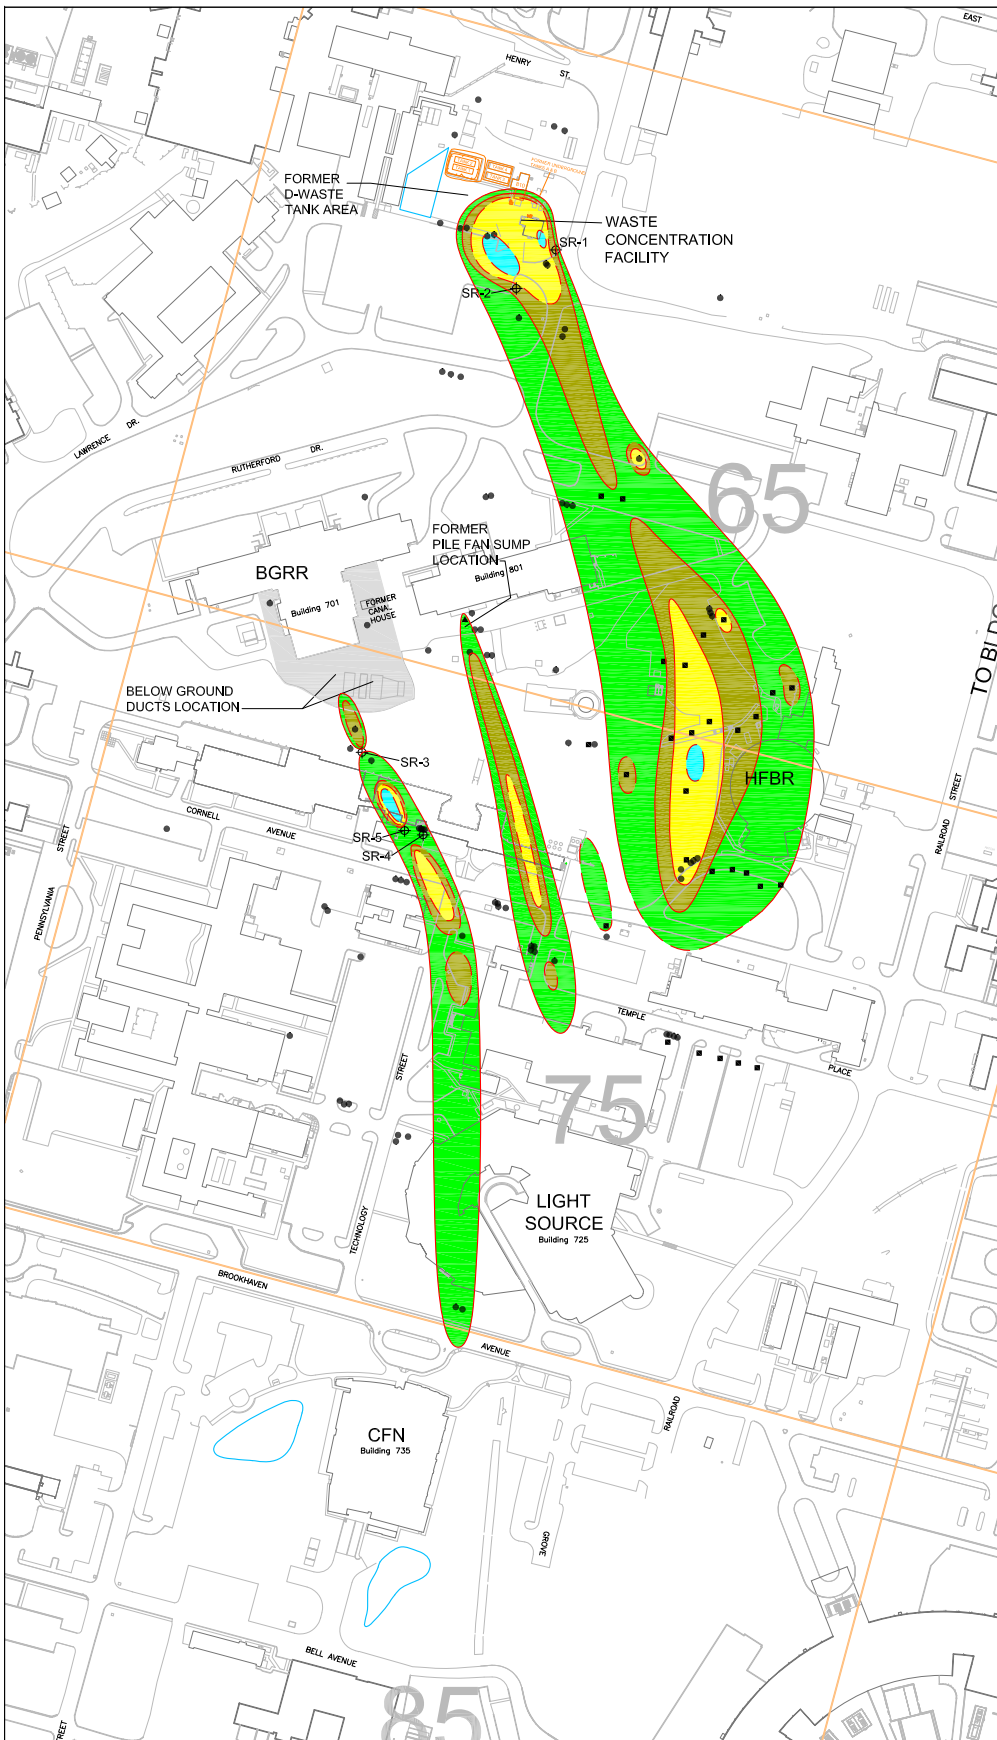 EAST
HENRY
ST.
FORMER
D-WASTE
TANK AREA
WASTE
CONCENTRATION
FACILITY
SR-1
SR-2
LAWRENCE
DR.
RUTHERFORD
DR.
65
FORMER
PILE FAN SUMP
LOCATION
Building 801
BGRR
Building 701
FORMER
CANAL
HOUSE
TO BLDG
BELOW GROUND
DUCTS LOCATION
SR-3
HFBR
STREET
RAILROAD
CORNELL
AVENUE
SR-5
SR-4
STREET
PENNSYLVANIA
TEMPLE
PLACE
STREET
75
TECHNOLOGY
LIGHT
SOURCE
Building 725
BROOKHAVEN
AVENUE
RAILROAD
CFN
Building 735
GROVE
BELL AVENUE
85
STREET